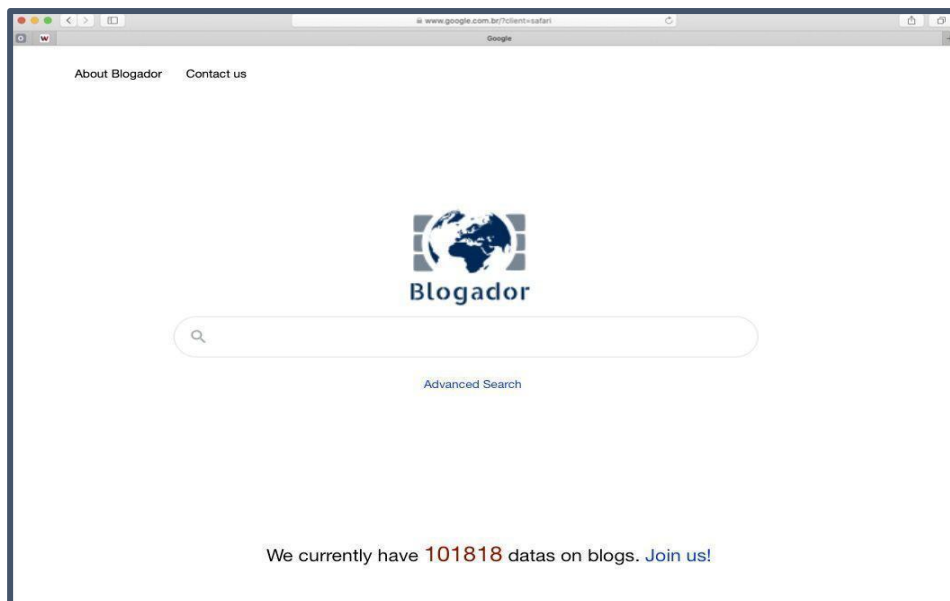 www.google.com.br/?client=safari
W
Google
About Blogador Contact us
Blogador
Advanced Search
We currently have 101818 datas on blogs. Join us!